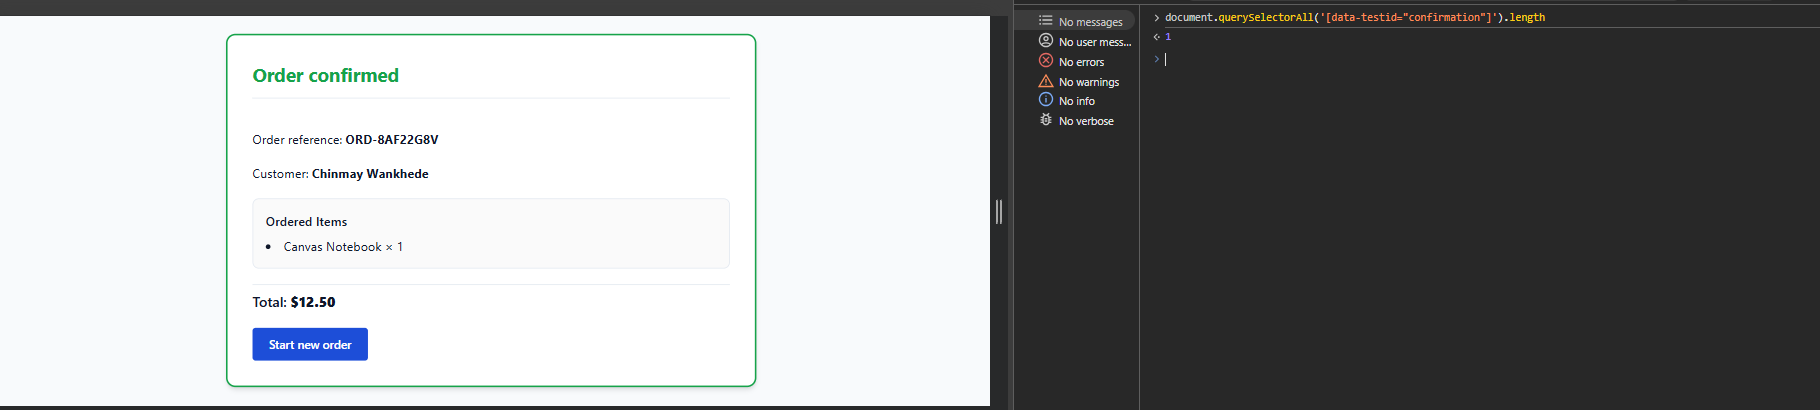 Order confirmed
Order reference: ORD-8AF22G8V
Customer: Chinmay Wankhede
Ordered Items
• Canvas Notebook × 1
Total: $12.50
Start new order
No messages
No user mess...
No errors
No warnings
No info
No verbose
> document.querySelectorAll('[data-testid="confirmation"]').length
1
>